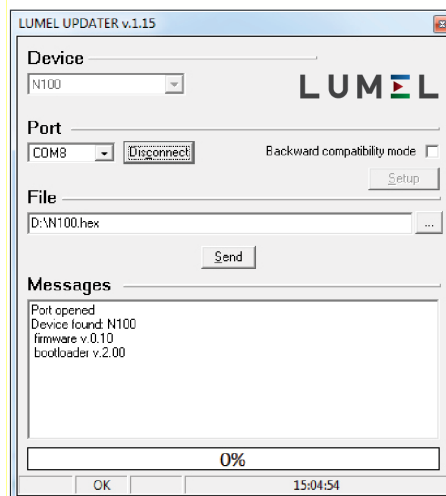 LUMEL UPDATER v.1.15
Device
N100
LUMEL
Port
COM8
Disconnect
Backward compatibility mode
Setup
File
D:\N100.hex
...
Send
Messages
Port opened
Device found: N100
firmware v.0.10
bootloader v.2.00
0%
OK
15:04:54